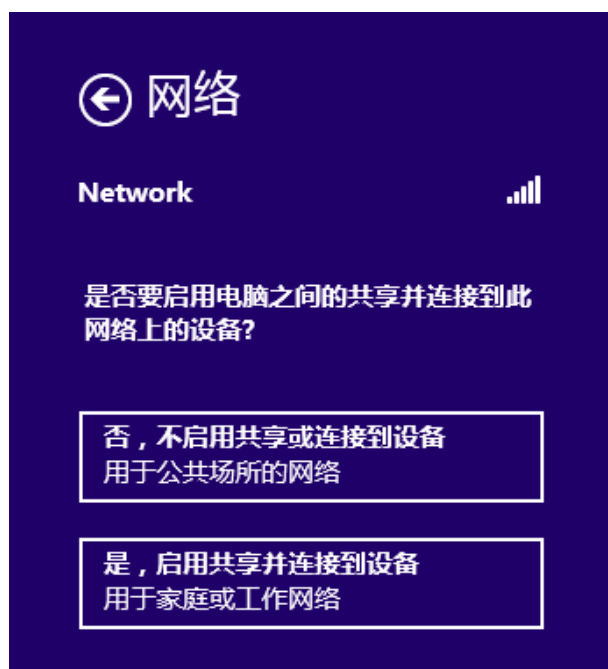 网络
Network
是否要启用电脑之间的共享并连接到此
网络上的设备?
否，不启用共享或连接到设备
用于公共场所的网络
是，启用共享并连接到设备
用于家庭或工作网络